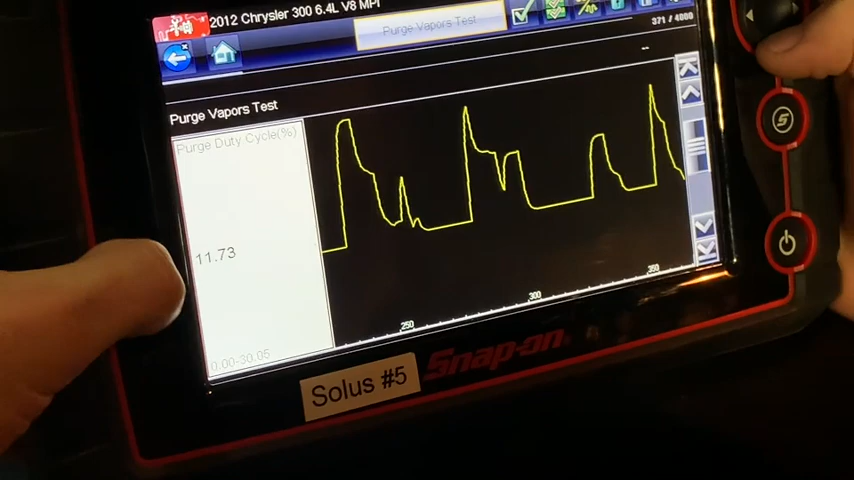 2012 Chrysler 300 6.4L V8 MPI
Purge Vapors Test
371 / 4000
--
Purge Vapors Test
Purge Duty Cycle(%)
11.73
0.00-30.05
250
300
350
S
Snap-on
Solus #5